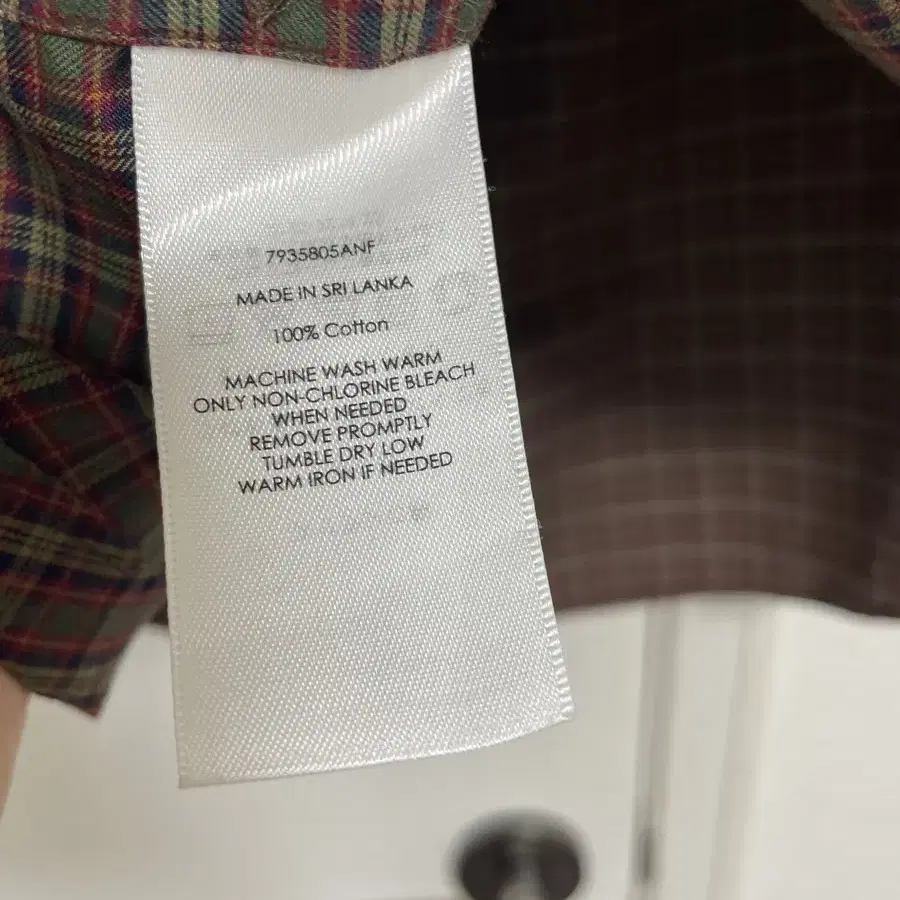 7935805ANF
MADE IN SRI LANKA
100% Cotton
MACHINE WASH WARM
ONLY NON-CHLORINE BLEACH
WHEN NEEDED
REMOVE PROMPTLY
TUMBLE DRY LOW
WARM IRON IF NEEDED